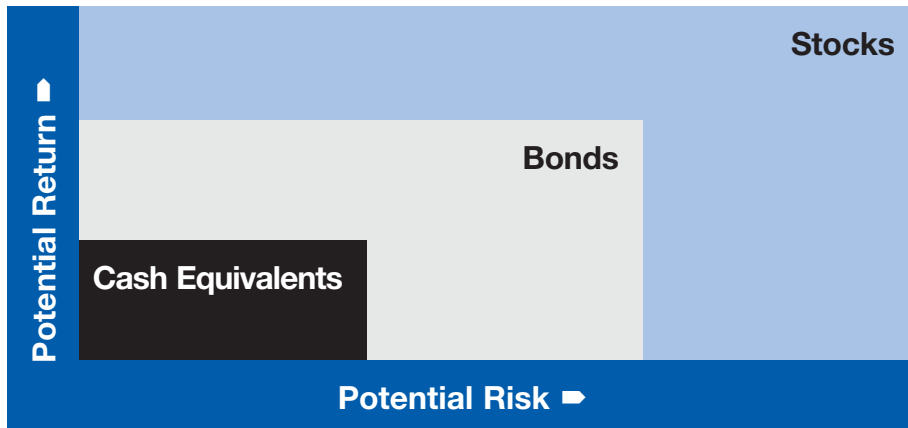 Stocks
Bonds
Cash Equivalents
Potential Return
Potential Risk